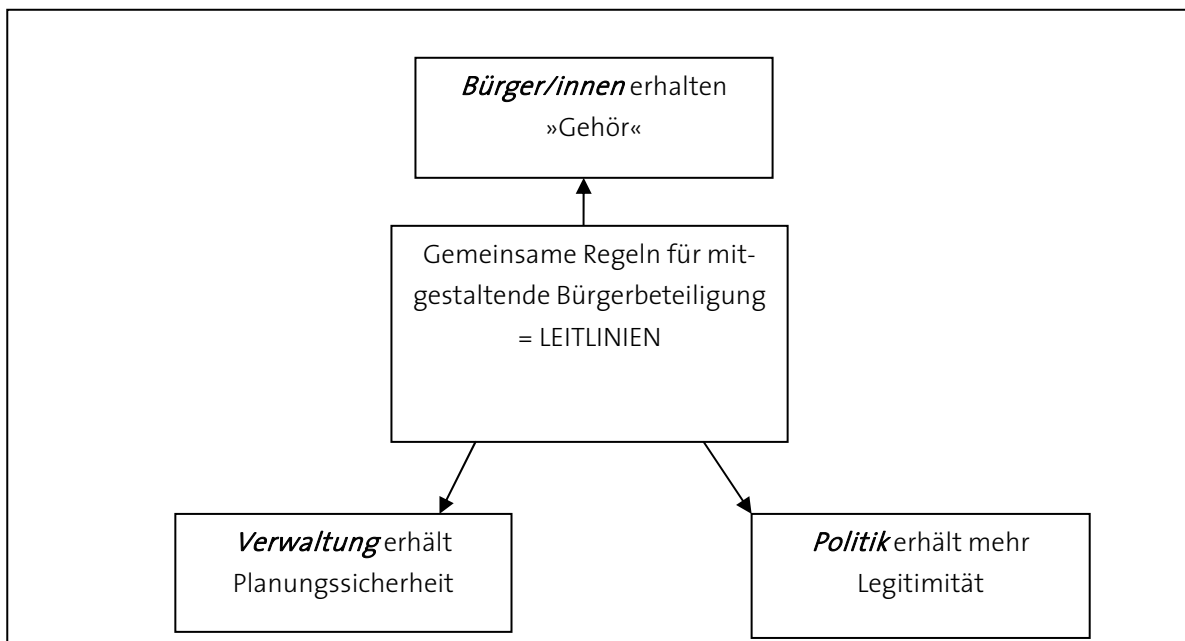 Bürger/innen erhalten
»Gehör«
Gemeinsame Regeln für mit-
gestaltende Bürgerbeteiligung
= LEITLINIEN
Verwaltung erhält
Planungssicherheit
Politik erhält mehr
Legitimität